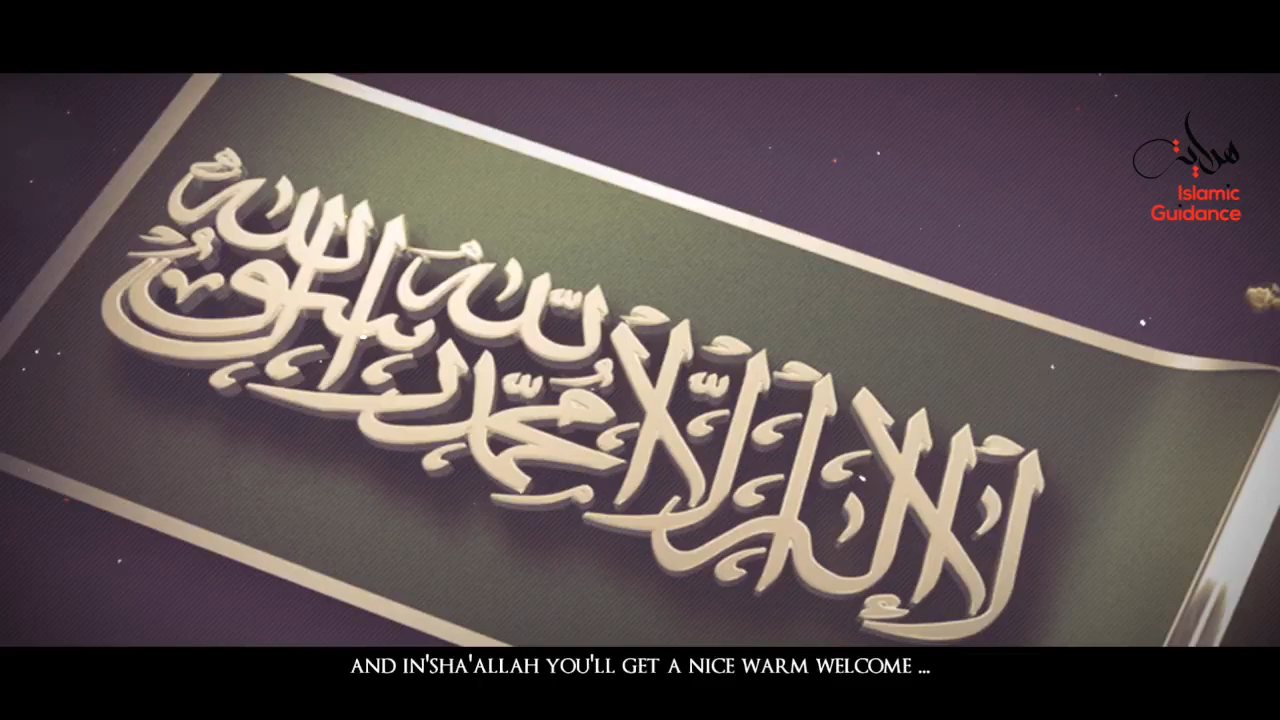 لا إله إلا الله محمد رسول الله
هداية
Islamic
Guidance
AND IN'SHA'ALLAH YOU'LL GET A NICE WARM WELCOME ...